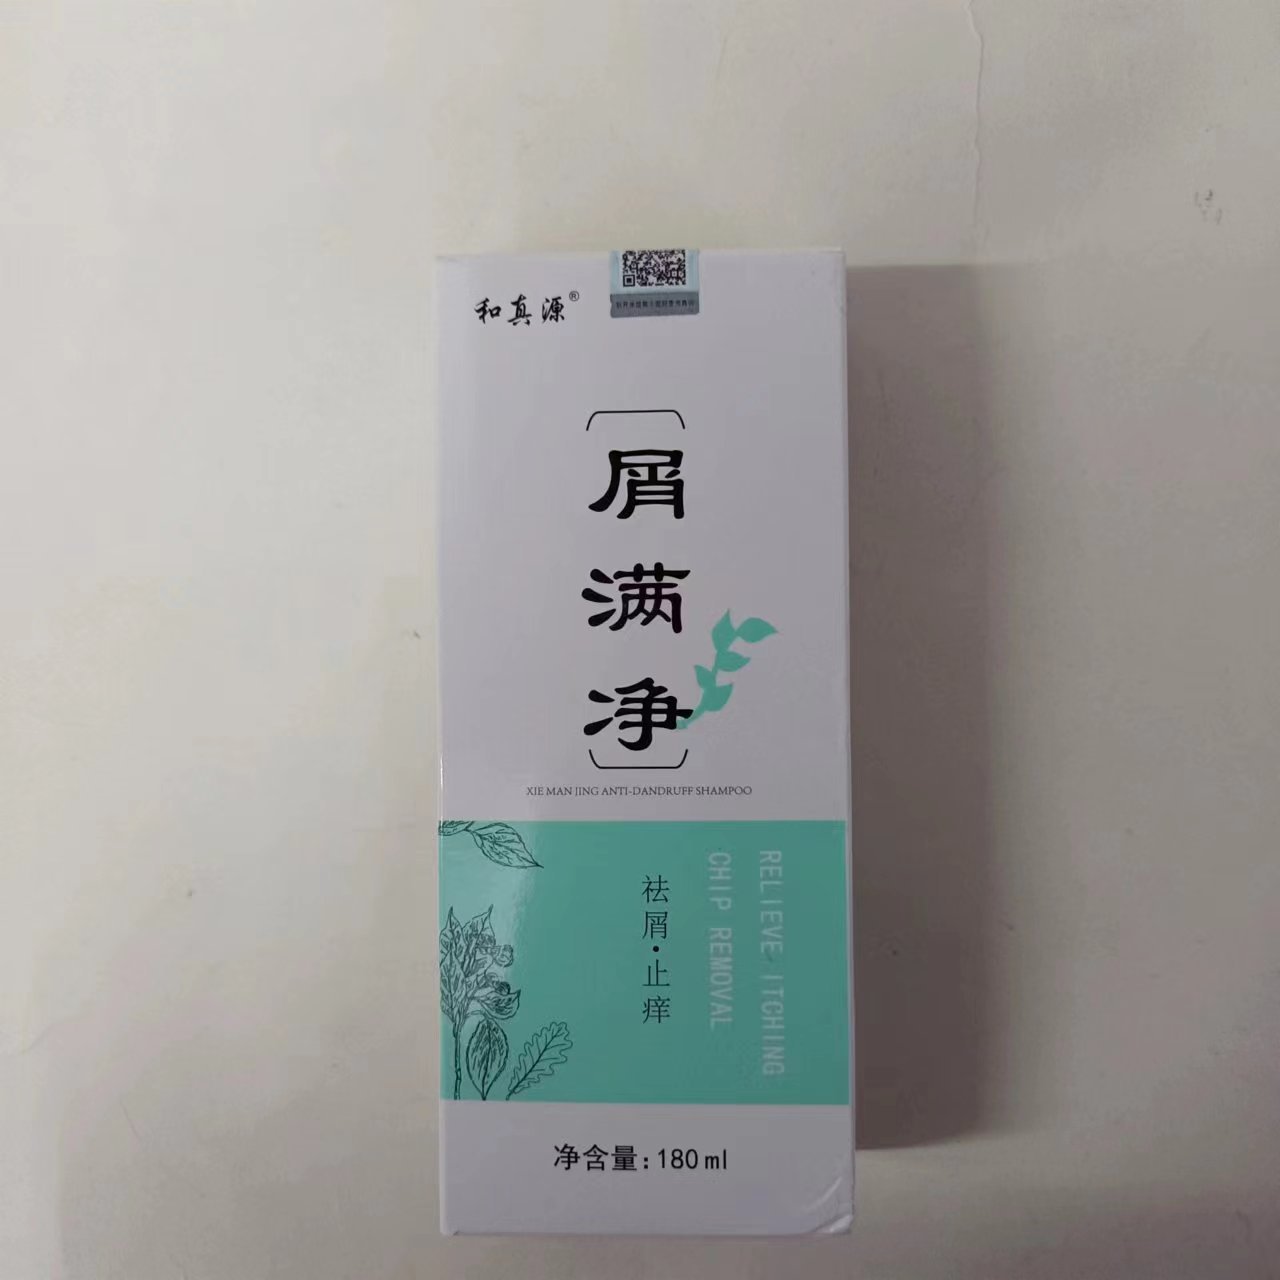 和真源®
屑满净
XIE MAN JING ANTI-DANDRUFF SHAMPOO
祛屑·止痒
RELIEVE ITCHING
CHIP REMOVAL
净含量:180ml